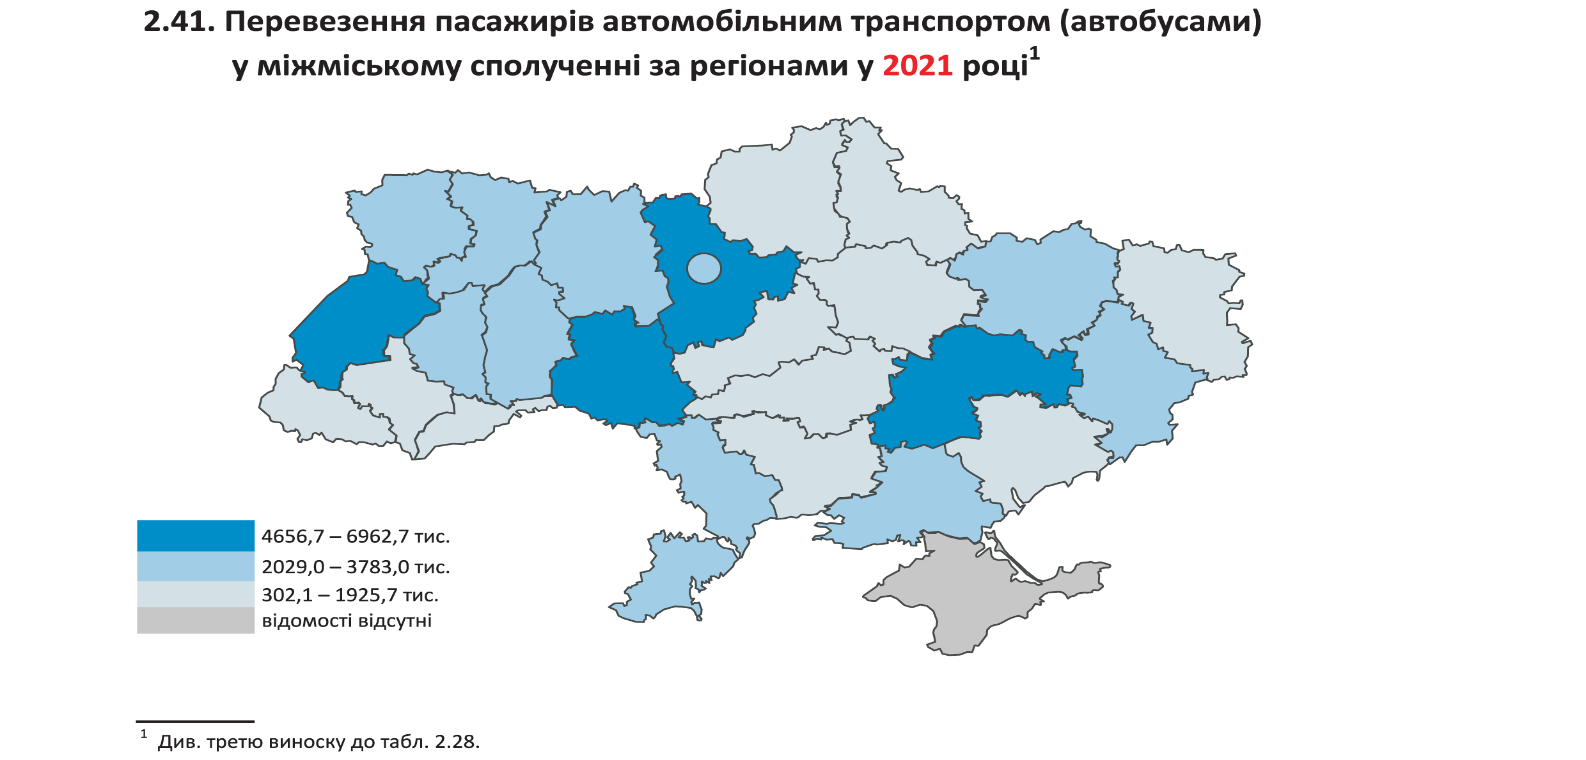 2.41. Перевезення пасажирів автомобільним транспортом (автобусами)
у міжміському сполученні за регіонами у 2021 році¹
4656,7 – 6962,7 тис.
2029,0 – 3783,0 тис.
302,1 – 1925,7 тис.
відомості відсутні
¹ Див. третю виноску до табл. 2.28.